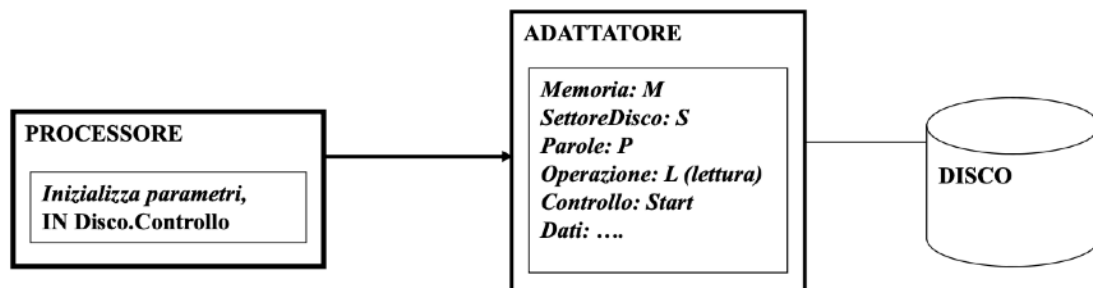 PROCESSORE
Inizializza parametri,
IN Disco.Controllo
ADATTATORE
Memoria: M
SettoreDisco: S
Parole: P
Operazione: L (lettura)
Controllo: Start
Dati: ….
DISCO